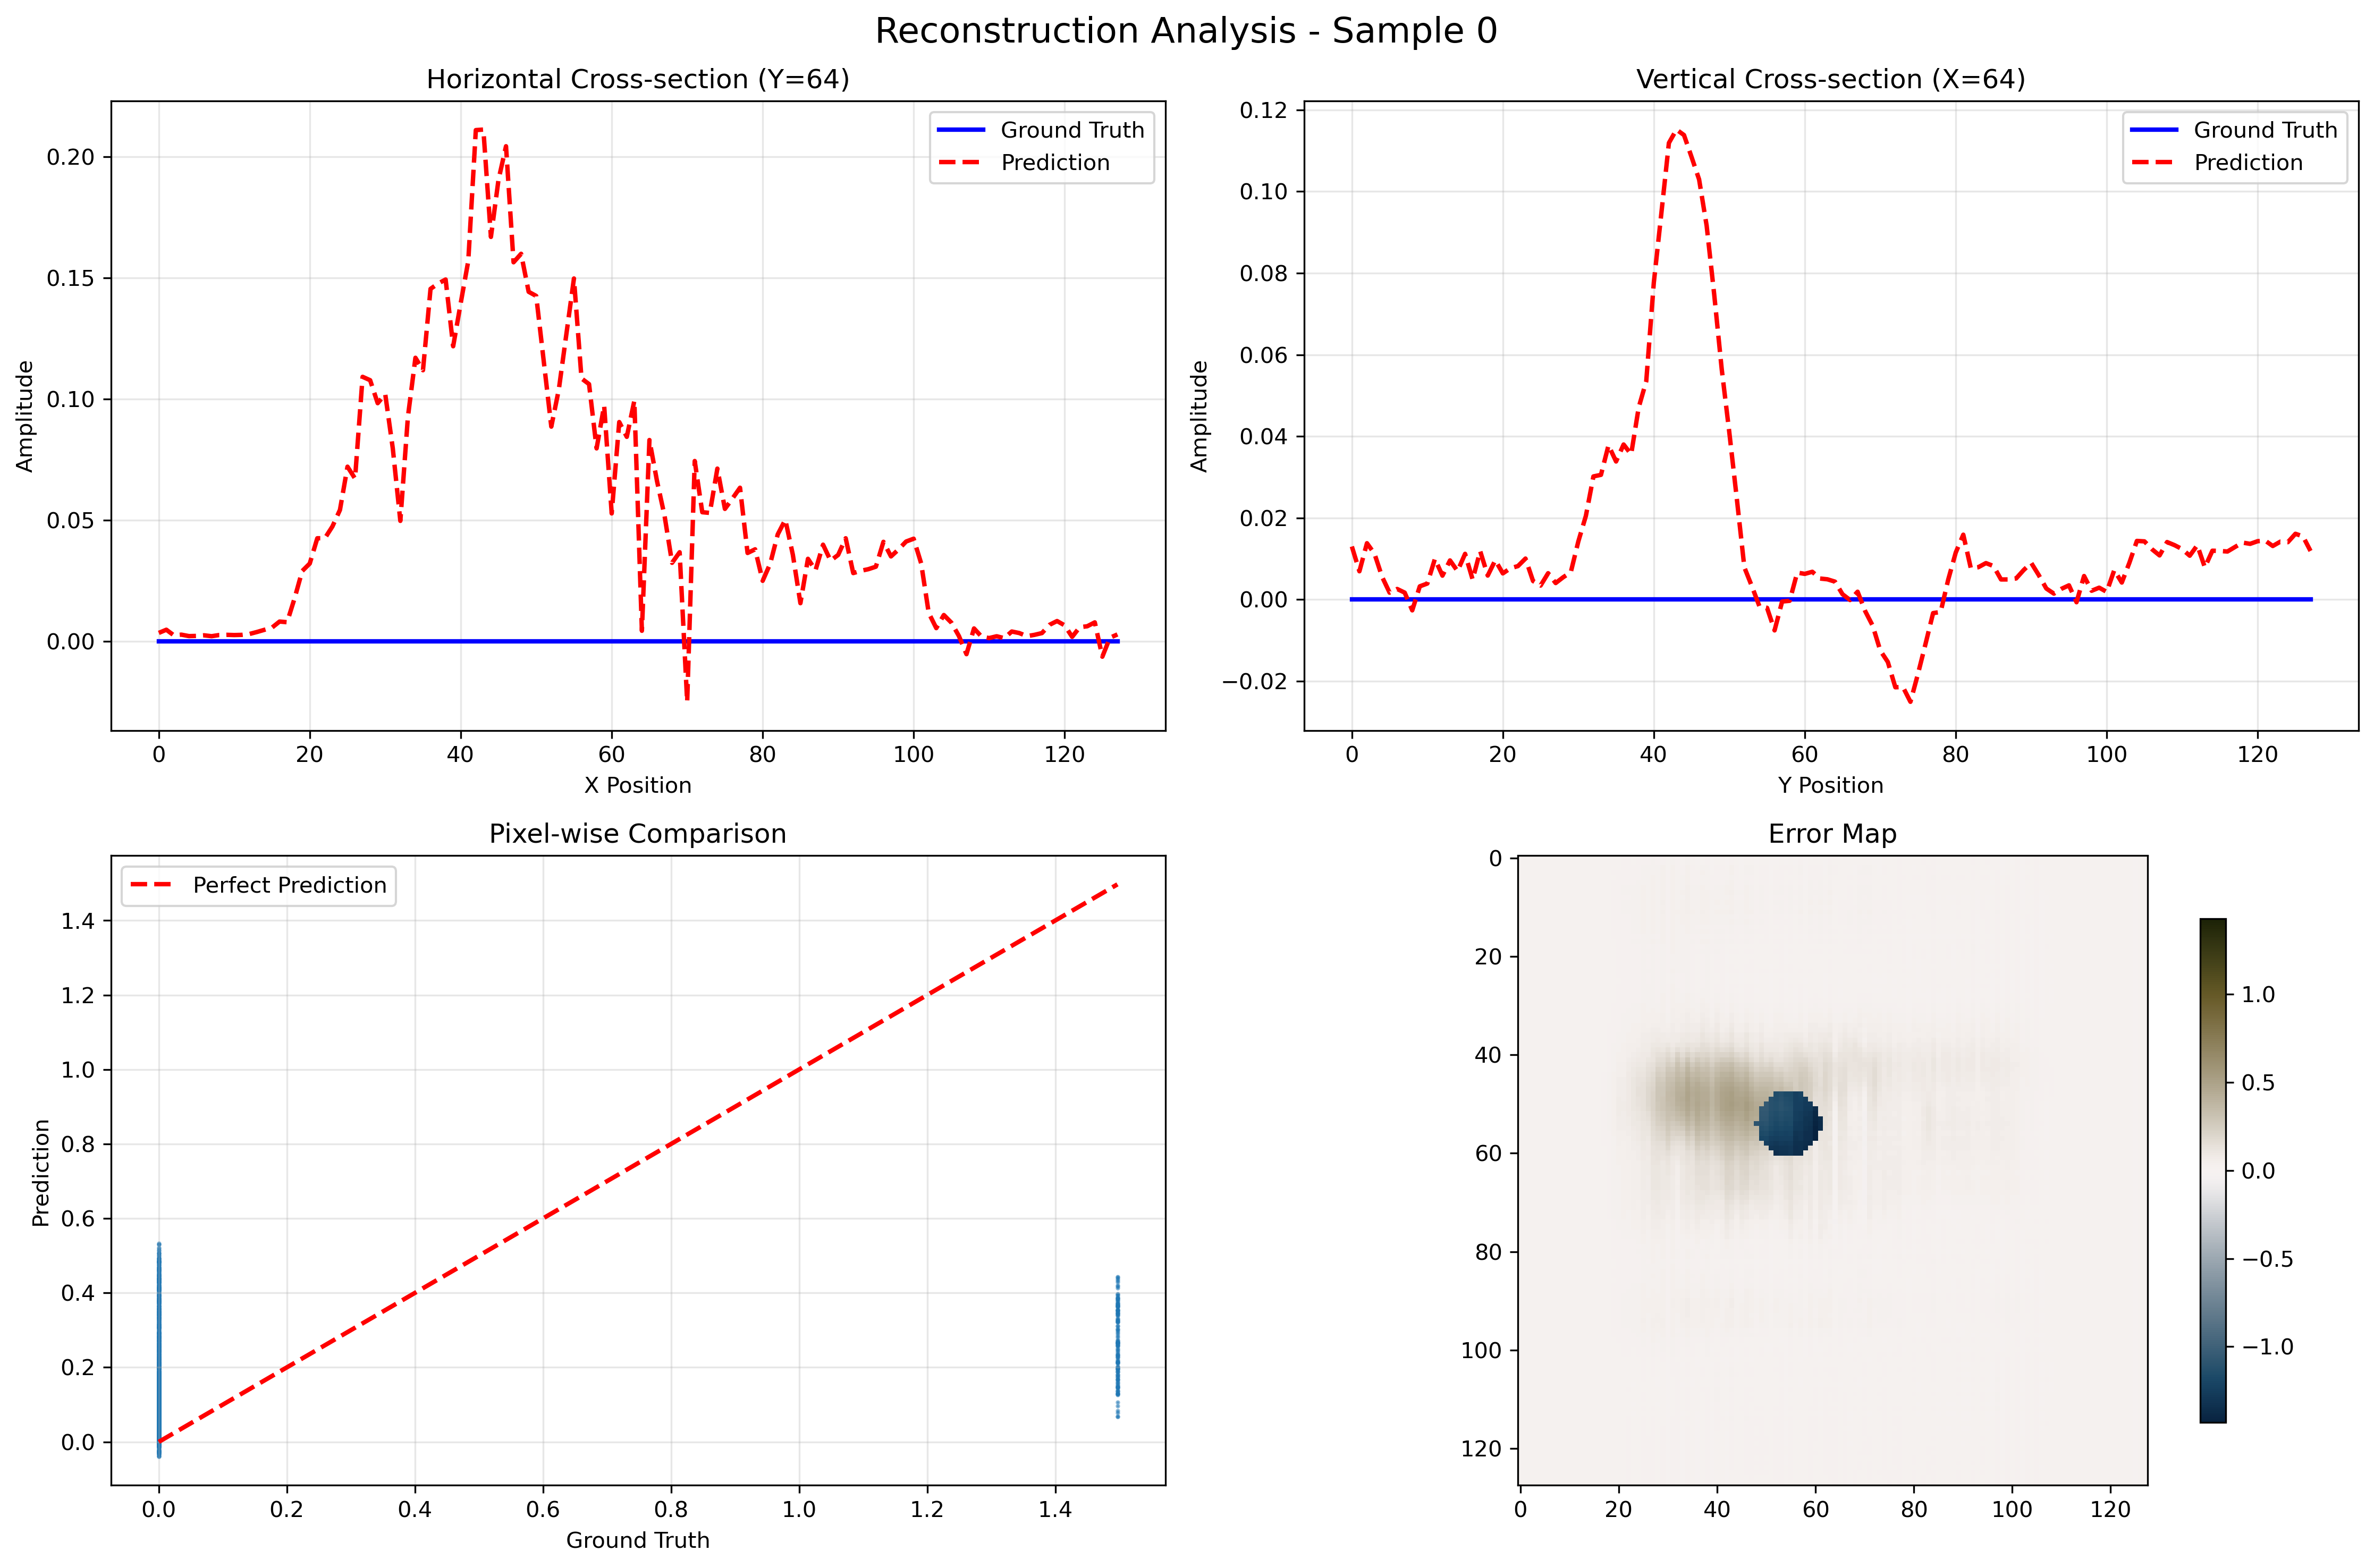 Reconstruction Analysis - Sample 0
Horizontal Cross-section (Y=64)
Amplitude
0.20
0.15
0.10
0.05
0.00
0 20 40 60 80 100 120
X Position
Ground Truth
Prediction
Vertical Cross-section (X=64)
Amplitude
0.12
0.10
0.08
0.06
0.04
0.02
0.00
−0.02
0 20 40 60 80 100 120
Y Position
Ground Truth
Prediction
Pixel-wise Comparison
Prediction
1.4
1.2
1.0
0.8
0.6
0.4
0.2
0.0
0.0 0.2 0.4 0.6 0.8 1.0 1.2 1.4
Ground Truth
Perfect Prediction
Error Map
0
20
40
60
80
100
120
0 20 40 60 80 100 120
1.0
0.5
0.0
−0.5
−1.0